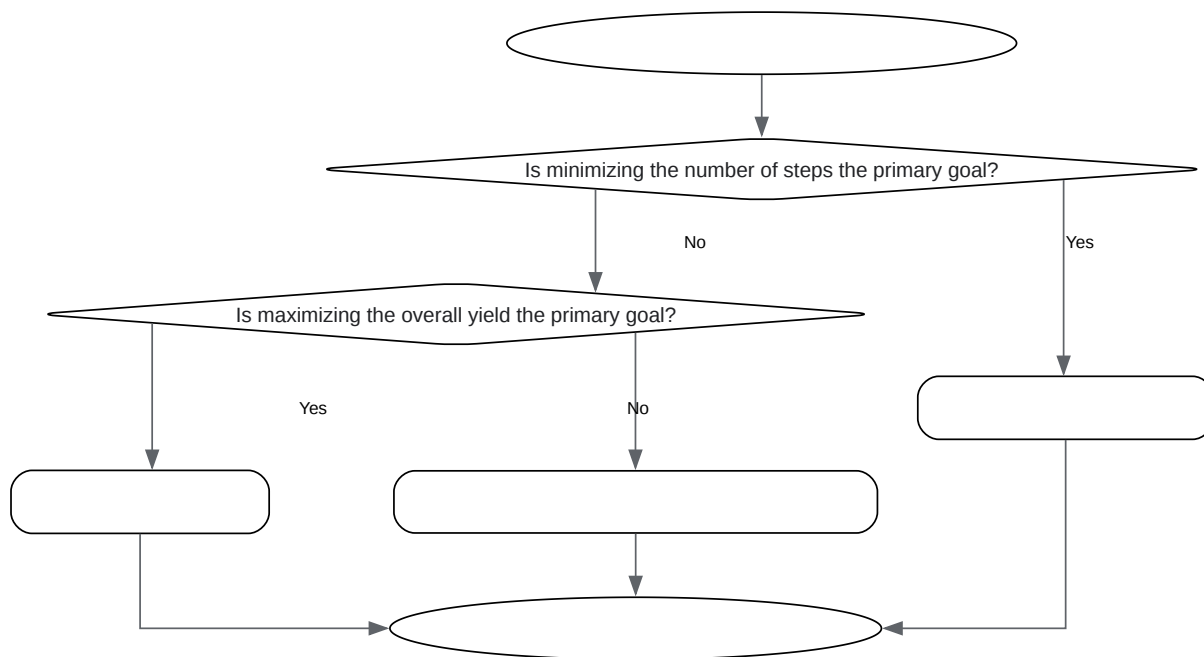 Is minimizing the number of steps the primary goal?
No
Yes
Is maximizing the overall yield the primary goal?
Yes
No